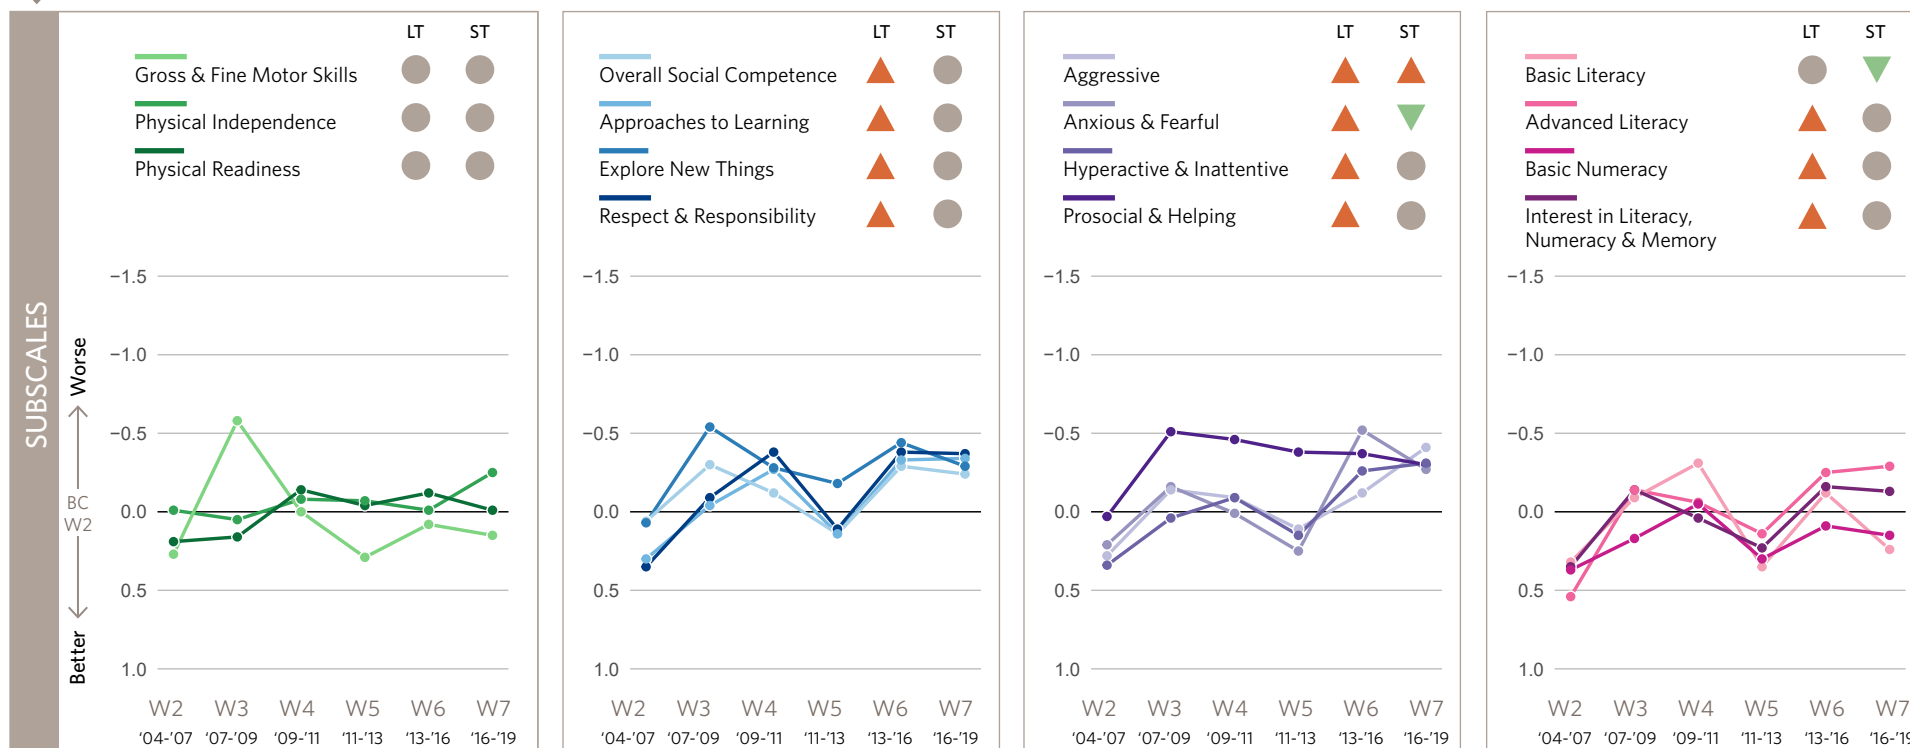 SUBSCALES
Worse
BC
W2
Better
LT ST
Gross & Fine Motor Skills
Physical Independence
Physical Readiness
−1.5
−1.0
−0.5
0.0
0.5
1.0
W2 W3 W4 W5 W6 W7
‘04-’07 ‘07-’09 ‘09-’11 ‘11-’13 ‘13-’16 ‘16-’19
LT ST
Overall Social Competence
Approaches to Learning
Explore New Things
Respect & Responsibility
−1.5
−1.0
−0.5
0.0
0.5
1.0
W2 W3 W4 W5 W6 W7
‘04-’07 ‘07-’09 ‘09-’11 ‘11-’13 ‘13-’16 ‘16-’19
LT ST
Aggressive
Anxious & Fearful
Hyperactive & Inattentive
Prosocial & Helping
−1.5
−1.0
−0.5
0.0
0.5
1.0
W2 W3 W4 W5 W6 W7
‘04-’07 ‘07-’09 ‘09-’11 ‘11-’13 ‘13-’16 ‘16-’19
LT ST
Basic Literacy
Advanced Literacy
Basic Numeracy
Interest in Literacy,
Numeracy & Memory
−1.5
−1.0
−0.5
0.0
0.5
1.0
W2 W3 W4 W5 W6 W7
‘04-’07 ‘07-’09 ‘09-’11 ‘11-’13 ‘13-’16 ‘16-’19